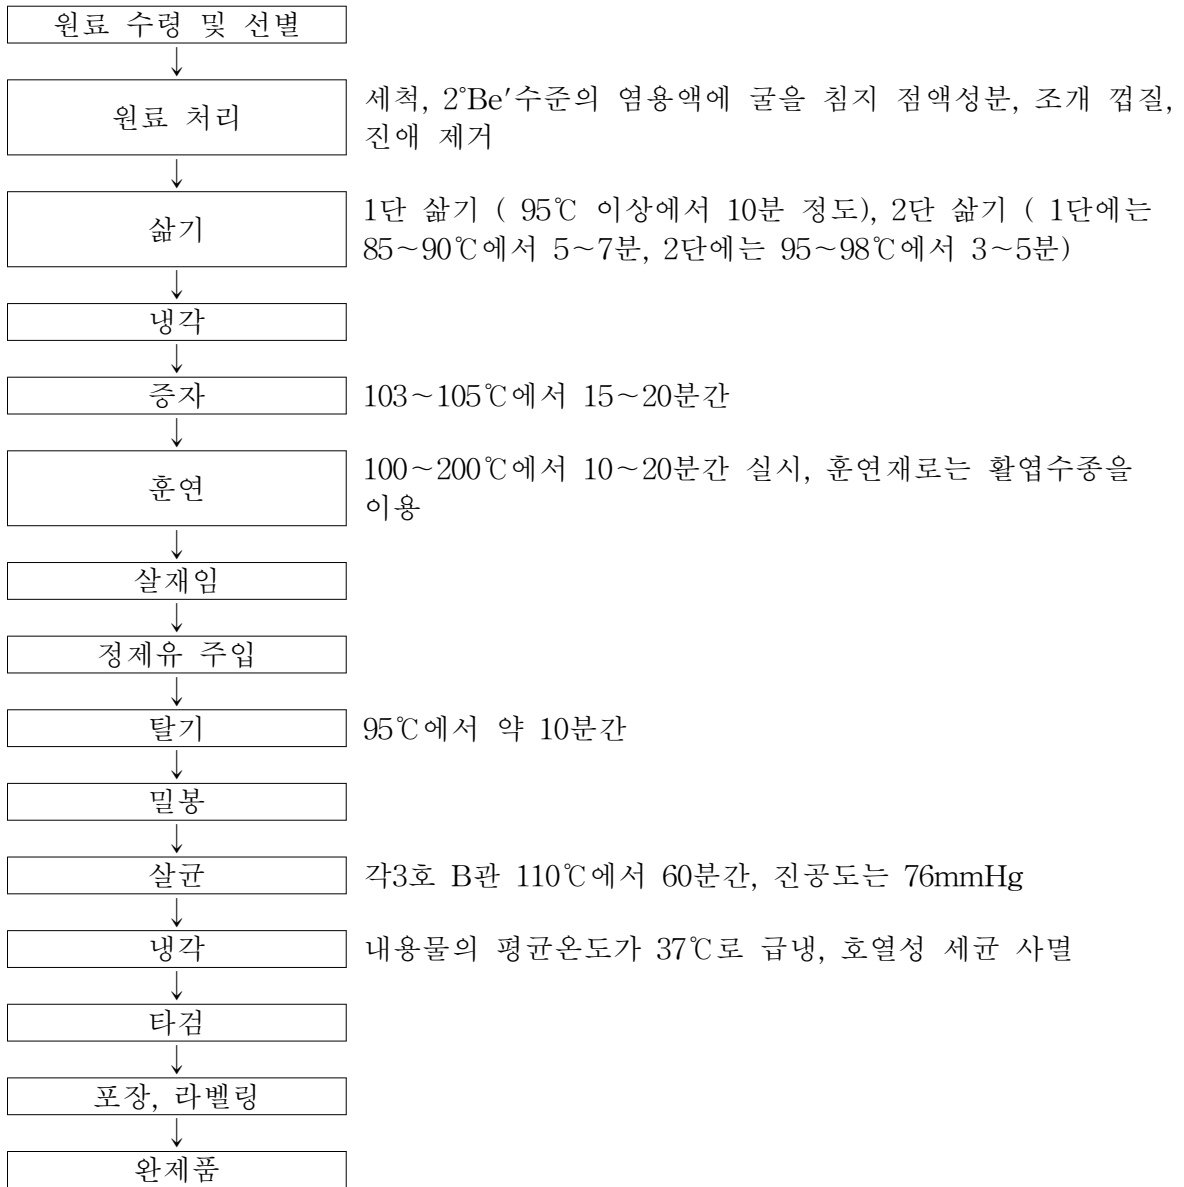 원료 수령 및 선별
원료 처리
세척, 2°Be′수준의 염용액에 굴을 침지 점액성분, 조개 껍질,
진애 제거
삶기
1단 삶기 ( 95℃ 이상에서 10분 정도), 2단 삶기 ( 1단에는
85~90℃에서 5~7분, 2단에는 95~98℃에서 3~5분)
냉각
증자
103~105℃에서 15~20분간
훈연
100~200℃에서 10~20분간 실시, 훈연재로는 활엽수종을
이용
살재임
정제유 주입
탈기
95℃에서 약 10분간
밀봉
살균
각3호 B관 110℃에서 60분간, 진공도는 76mmHg
냉각
내용물의 평균온도가 37℃로 급냉, 호열성 세균 사멸
타검
포장, 라벨링
완제품